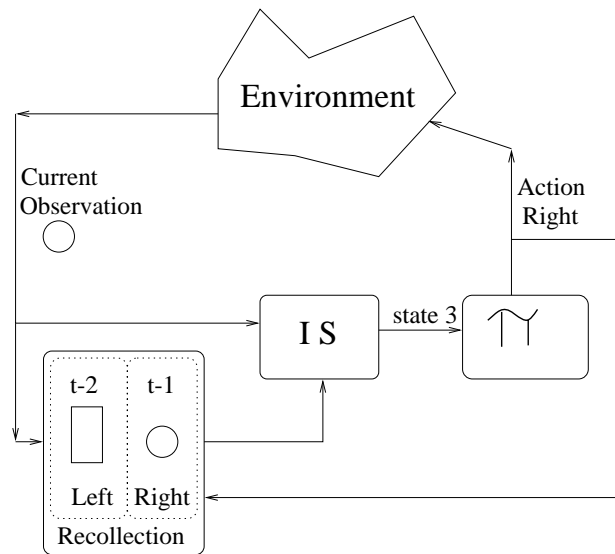 Environment
Current
Observation
Action
Right
I S
state 3
π
t-2
t-1
Left
Right
Recollection